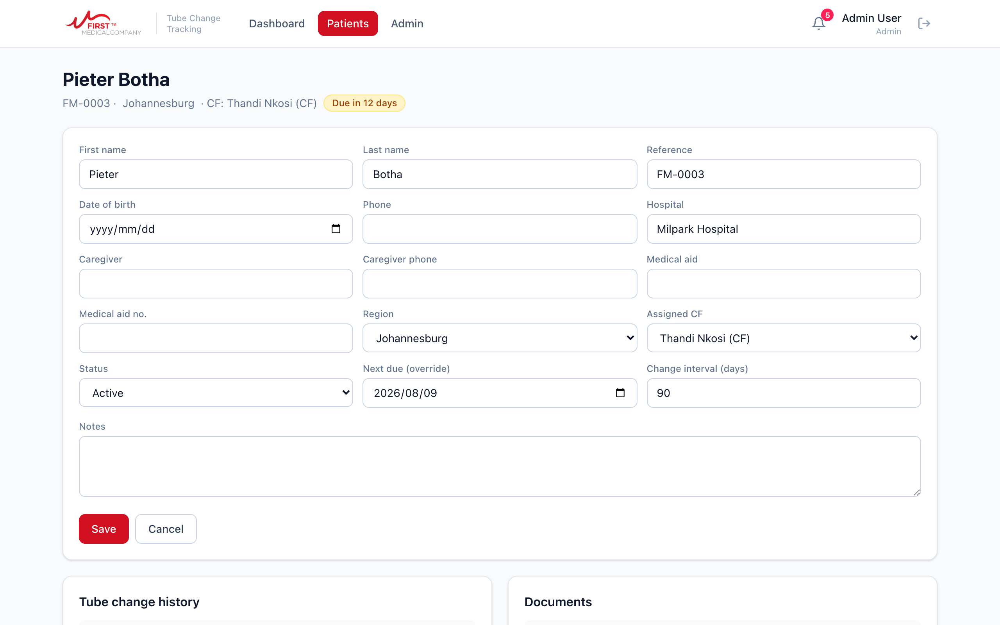 FIRST™
MEDICALCOMPANY
Tube Change
Tracking
Dashboard
Patients
Admin
5
Admin User
Admin
Pieter Botha
FM-0003 · Johannesburg · CF: Thandi Nkosi (CF) Due in 12 days
First name
Last name
Reference
Pieter
Botha
FM-0003
Date of birth
Phone
Hospital
yyyy/mm/dd
Milpark Hospital
Caregiver
Caregiver phone
Medical aid
Medical aid no.
Region
Assigned CF
Johannesburg
Thandi Nkosi (CF)
Status
Next due (override)
Change interval (days)
Active
2026/08/09
90
Notes
Save
Cancel
Tube change history
Documents